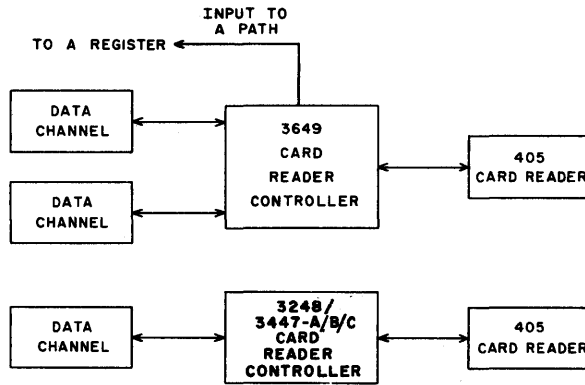 INPUT TO
A PATH
TO A REGISTER
DATA
CHANNEL
3649
CARD
READER
CONTROLLER
405
CARD READER
DATA
CHANNEL
DATA
CHANNEL
3248/
3447-A/B/C
CARD
READER
CONTROLLER
405
CARD READER